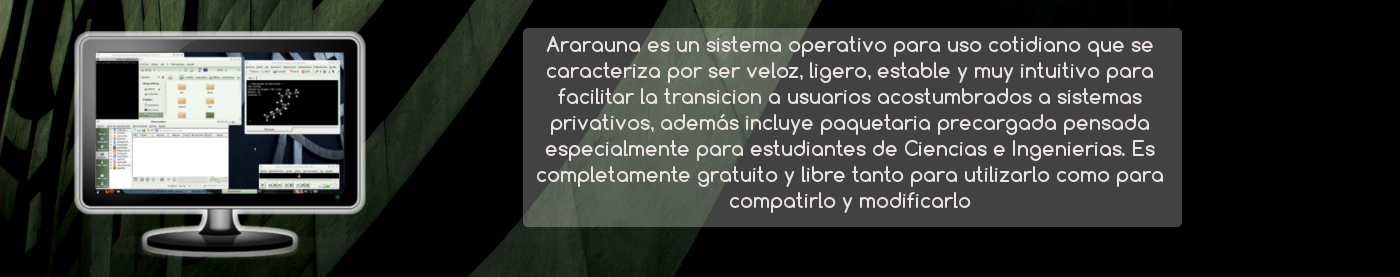 Ararauna es un sistema operativo para uso cotidiano que se
caracteriza por ser veloz, ligero, estable y muy intuitivo para
facilitar la transicion a usuarios acostumbrados a sistemas
privativos, además incluye paquetaria precargada pensada
especialmente para estudiantes de Ciencias e Ingenierias. Es
completamente gratuito y libre tanto para utilizarlo como para
compatirlo y modificarlo